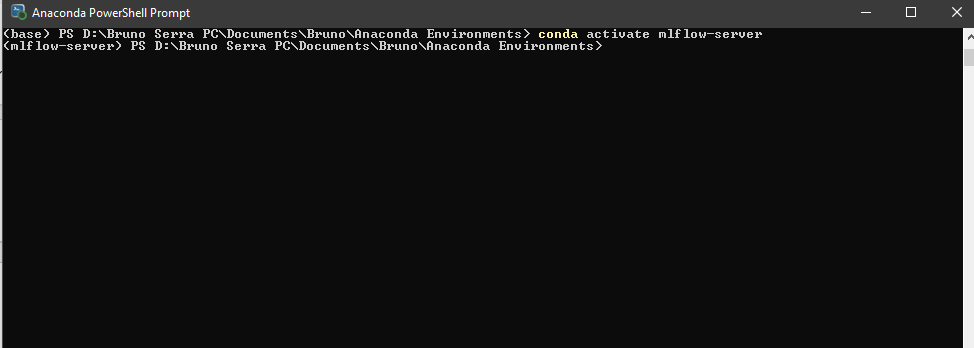 Anaconda PowerShell Prompt
(base) PS D:\Bruno Serra PC\Documents\Bruno\Anaconda Environments> conda activate mlflow-server
(mlflow-server) PS D:\Bruno Serra PC\Documents\Bruno\Anaconda Environments>